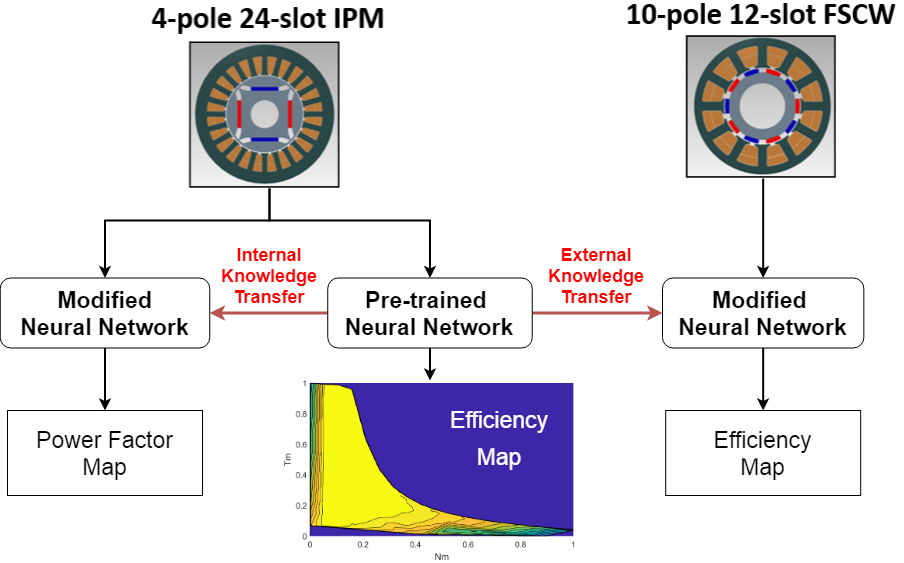 4-pole 24-slot IPM
10-pole 12-slot FSCW
Internal
Knowledge
Transfer
External
Knowledge
Transfer
Modified
Neural Network
Pre-trained
Neural Network
Modified
Neural Network
Power Factor
Map
Efficiency
Map
1
0.8
0.6
0.4
0.2
0
Tm
0
0.2
0.4
0.6
0.8
1
Nm
Efficiency
Map